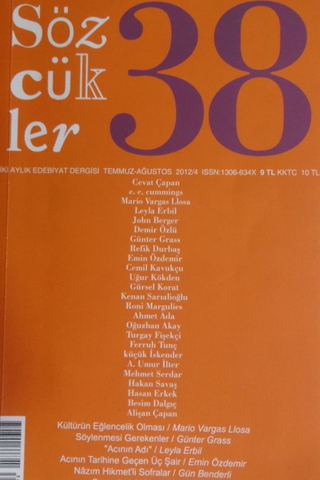 Söz
cük
ler
38
İKİ AYLIK EDEBİYAT DERGİSİ TEMMUZ-AĞUSTOS 2012/4 ISSN:1306-634X 9 TL KKTC 10 TL
Cevat Çapan
e. e. cummings
Mario Vargas Llosa
Leyla Erbil
John Berger
Demir Özlü
Günter Grass
Refik Durbaş
Emin Özdemir
Cemil Kavukçu
Uğur Kökden
Gürsel Korat
Kenan Sarıalioğlu
Roni Margulies
Ahmet Ada
Oğuzhan Akay
Turgay Fişekçi
Ferruh Tunç
küçük İskender
A. Umur İlter
Mehmet Serdar
Hakan Savaş
Hasan Erkek
Besim Dalgıç
Alişan Çapan
Kültürün Eğlencelik Olması / Mario Vargas Llosa
Söylenmesi Gerekenler / Günter Grass
"Acının Adı" / Leyla Erbil
Acının Tarihine Geçen Üç Şair / Emin Özdemir
Nâzım Hikmet'li Sofralar / Gün Benderli